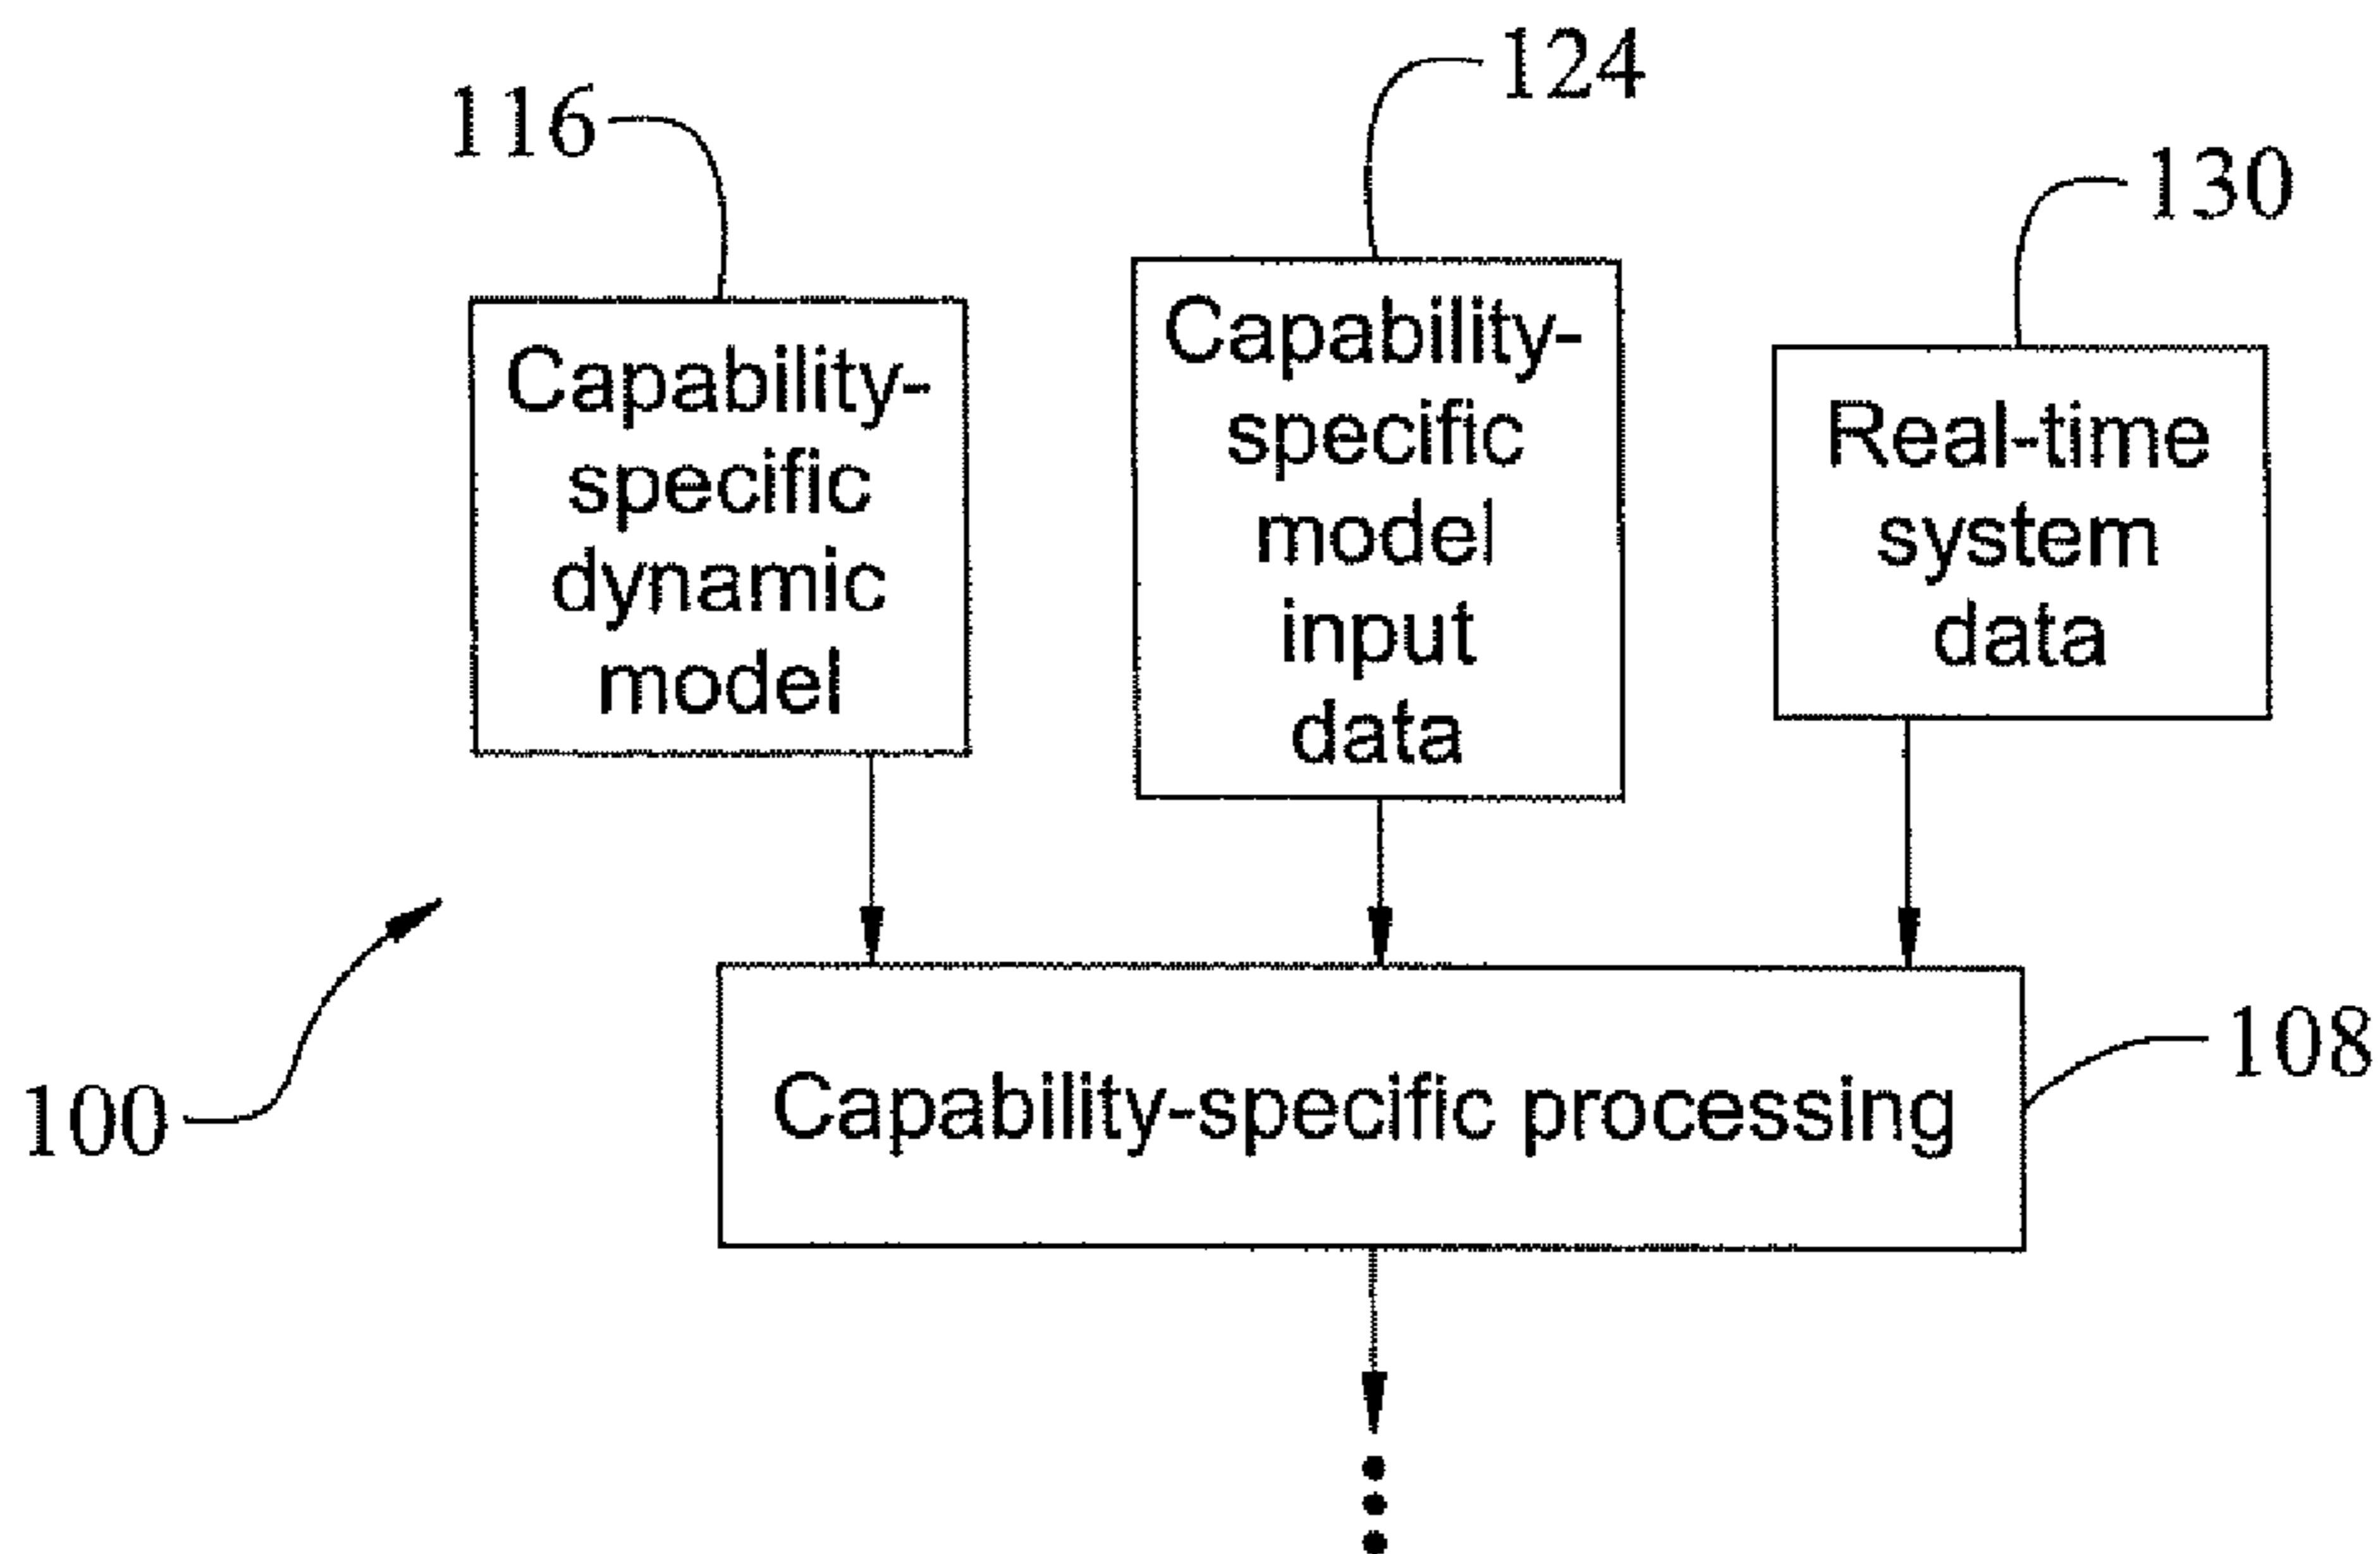 124
116
130
Capability-
specific
dynamic
model
Capability-
specific
model
input
data
Real-time
system
data
100
108
Capability-specific processing